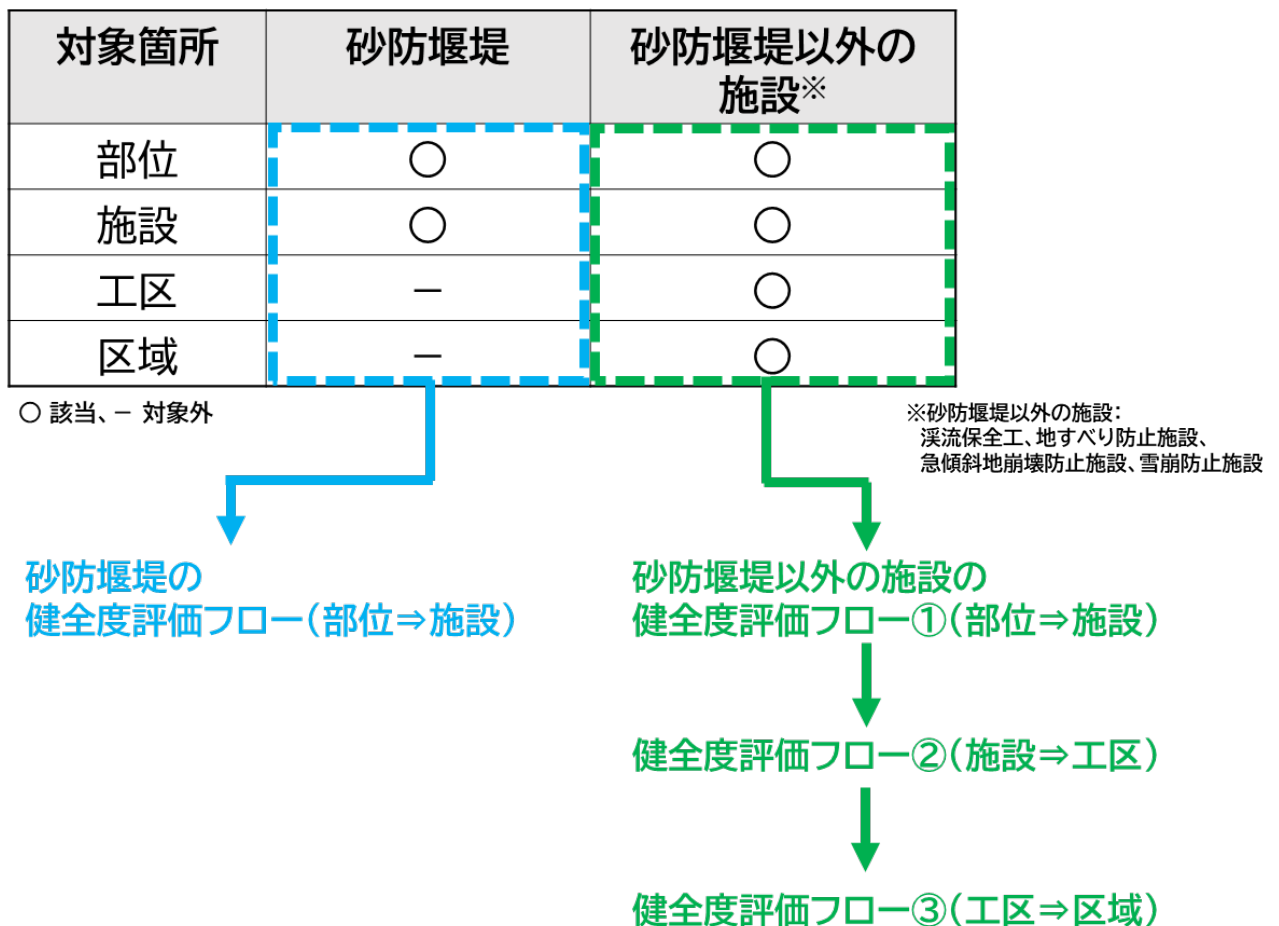 対象箇所 砂防堰堤 砂防堰堤以外の
施設※
部位 ○ ○
施設 ○ ○
工区 － ○
区域 － ○
○ 該当、－ 対象外
※砂防堰堤以外の施設：
渓流保全工、地すべり防止施設、
急傾斜地崩壊防止施設、雪崩防止施設
砂防堰堤の
健全度評価フロー（部位⇒施設）
砂防堰堤以外の施設の
健全度評価フロー①（部位⇒施設）
健全度評価フロー②（施設⇒工区）
健全度評価フロー③（工区⇒区域）